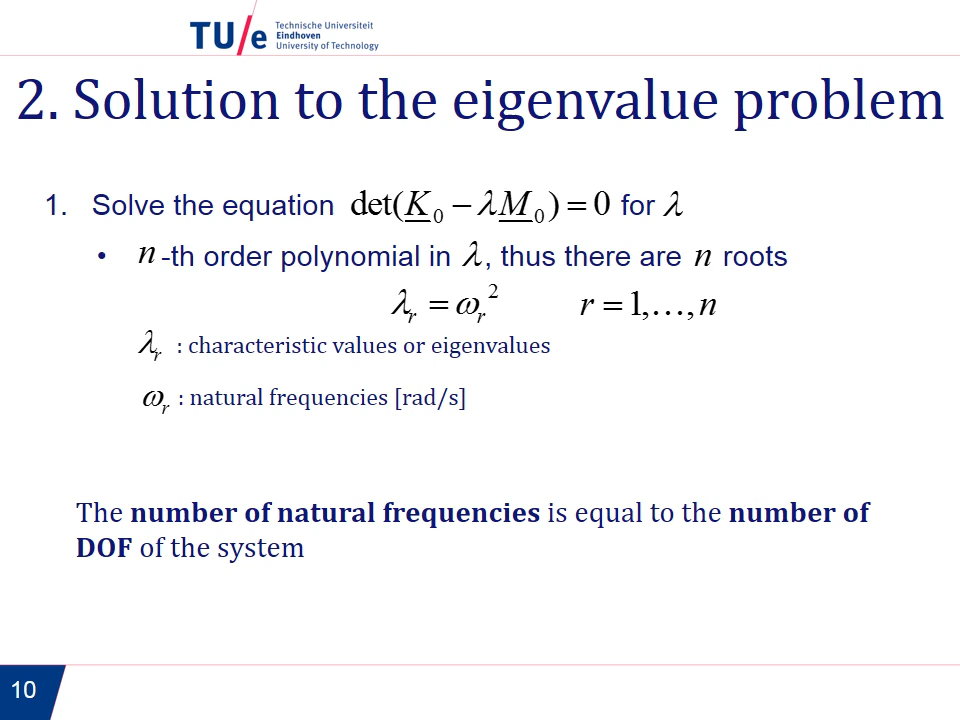 TU/e Technische Universiteit
Eindhoven
University of Technology
2. Solution to the eigenvalue problem
1. Solve the equation det(K₀ − λM₀) = 0 for λ
• n-th order polynomial in λ, thus there are n roots
λᵣ = ωᵣ² r = 1,…,n
λᵣ : characteristic values or eigenvalues
ωᵣ : natural frequencies [rad/s]
The number of natural frequencies is equal to the number of
DOF of the system
10